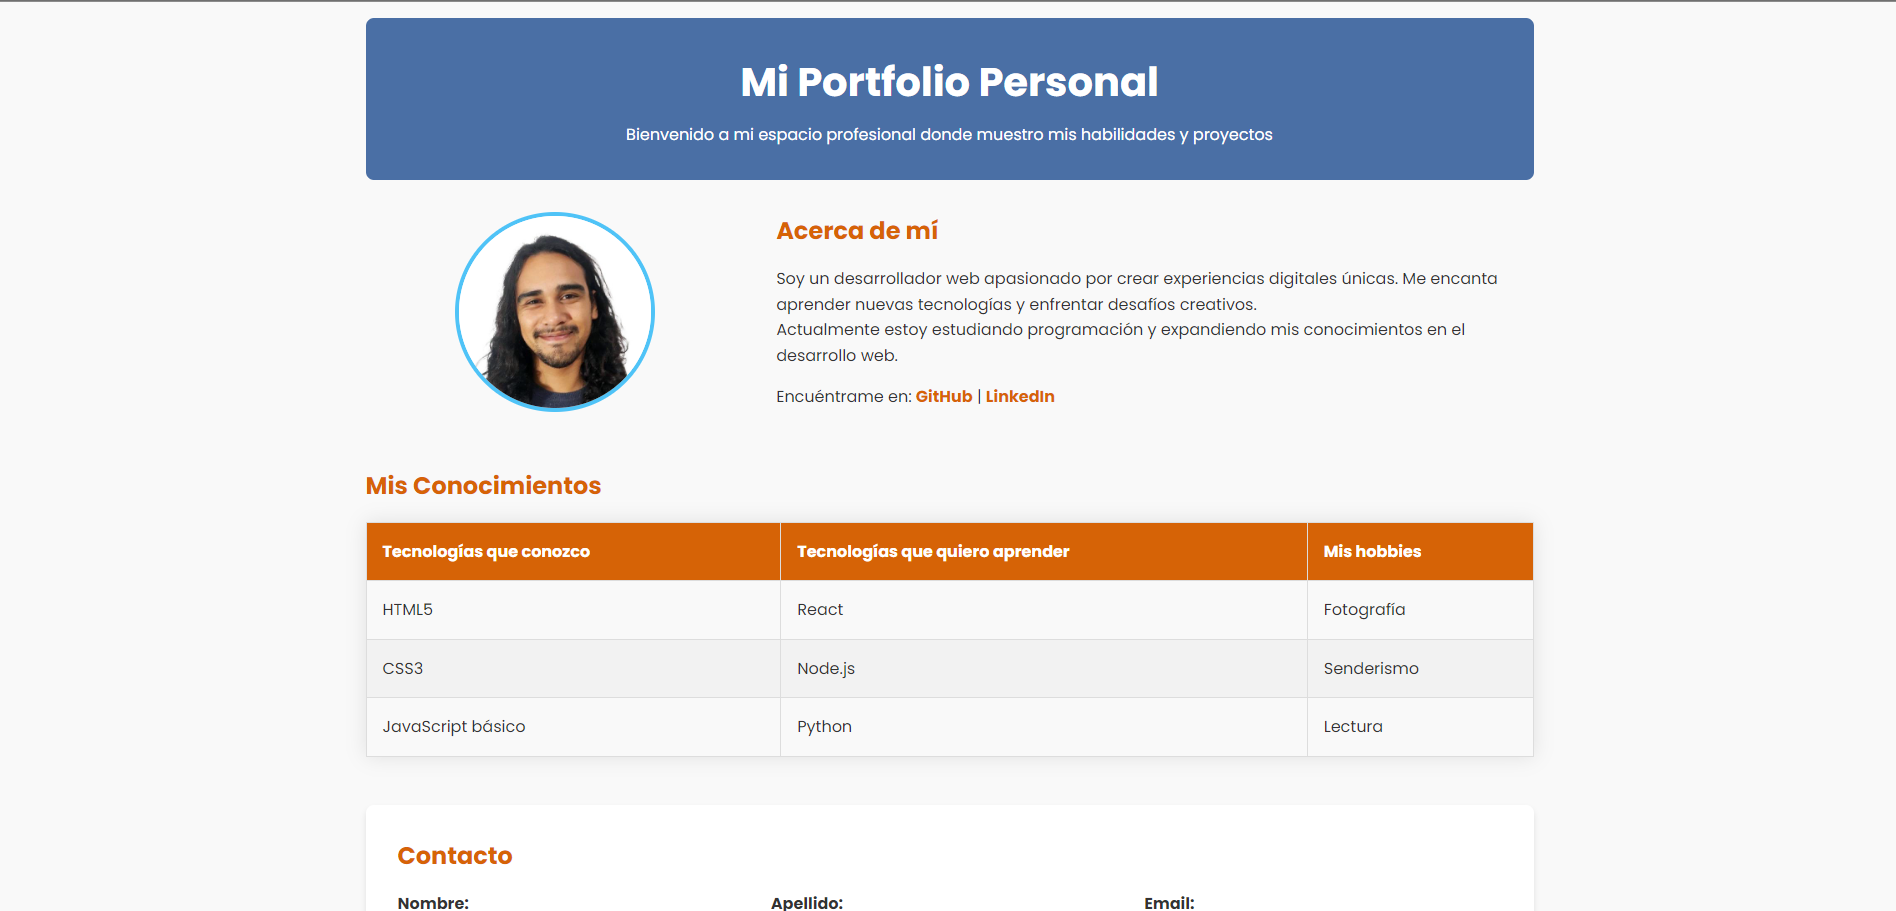 Mi Portfolio Personal
Bienvenido a mi espacio profesional donde muestro mis habilidades y proyectos
Acerca de mí
Soy un desarrollador web apasionado por crear experiencias digitales únicas. Me encanta
aprender nuevas tecnologías y enfrentar desafíos creativos.
Actualmente estoy estudiando programación y expandiendo mis conocimientos en el
desarrollo web.
Encuéntrame en: GitHub | LinkedIn
Mis Conocimientos
Tecnologías que conozco Tecnologías que quiero aprender Mis hobbies
HTML5 React Fotografía
CSS3 Node.js Senderismo
JavaScript básico Python Lectura
Contacto
Nombre: Apellido: Email: